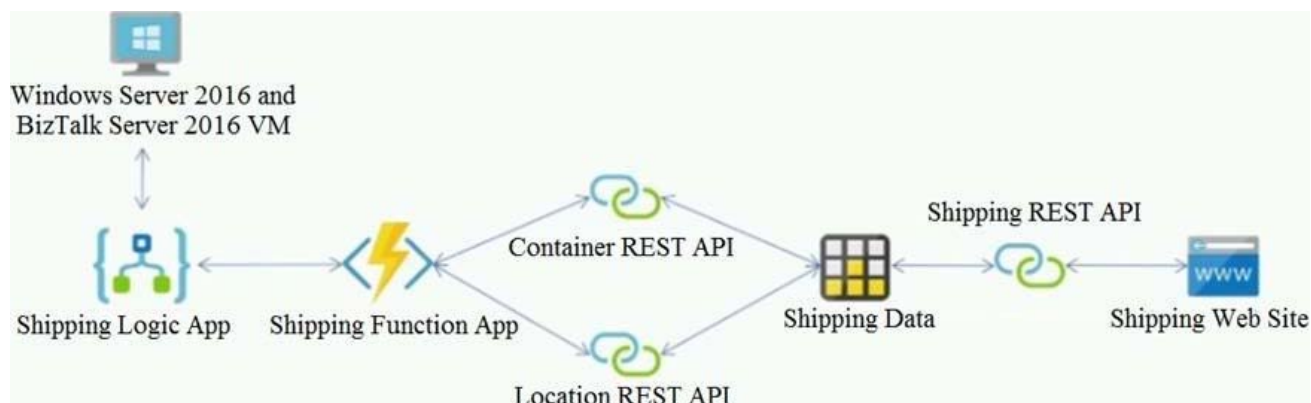 Windows Server 2016 and
BizTalk Server 2016 VM
Shipping REST API
Container REST API
www
Shipping Logic App
Shipping Function App
Shipping Data
Shipping Web Site
Location REST API